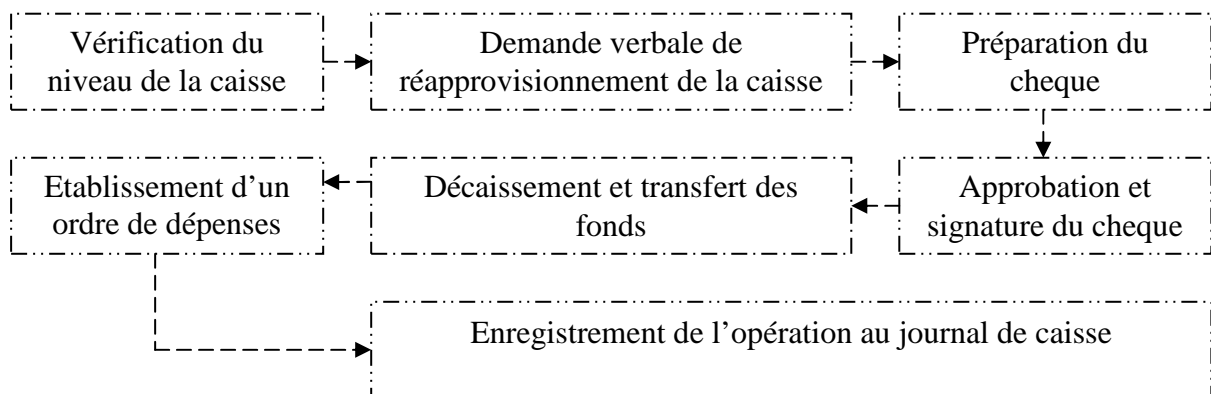 Vérification du
niveau de la caisse
Demande verbale de
réapprovisionnement de la caisse
Préparation du
cheque
Approbation et
signature du cheque
Décaissement et transfert des
fonds
Etablissement d’un
ordre de dépenses
Enregistrement de l’opération au journal de caisse